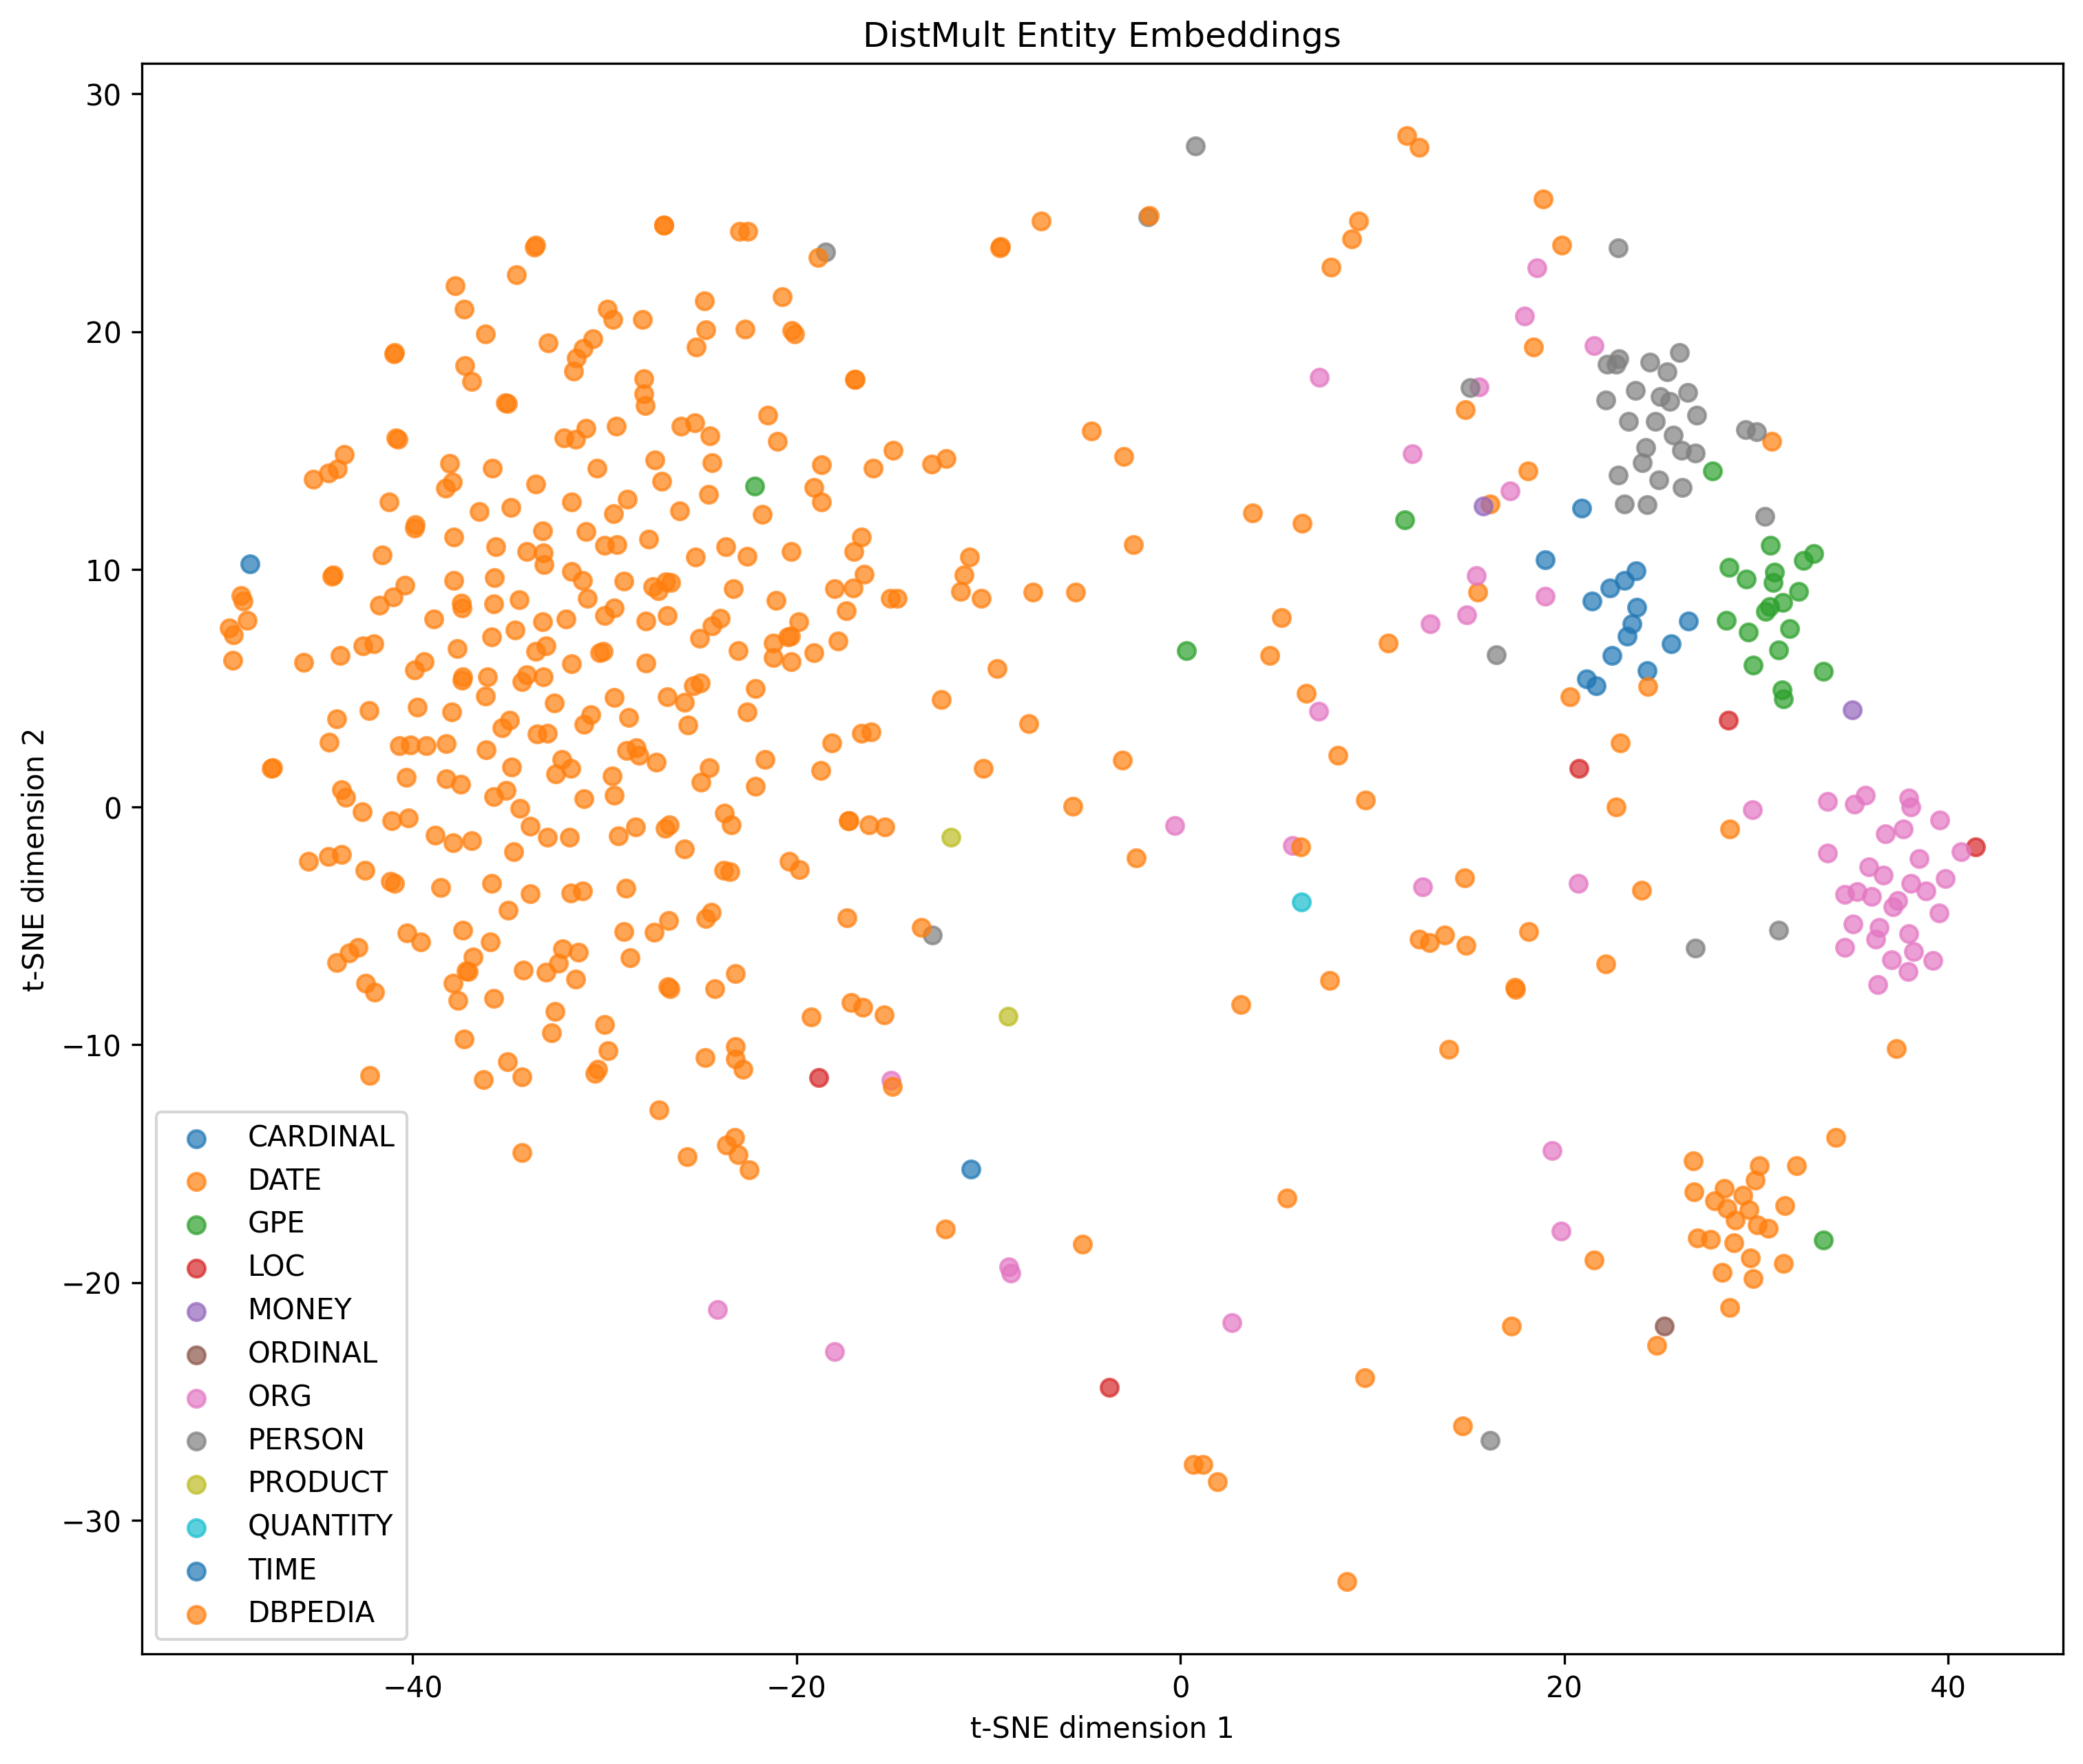 DistMult Entity Embeddings
30
20
10
0
−10
−20
−30
t-SNE dimension 2
CARDINAL
DATE
GPE
LOC
MONEY
ORDINAL
ORG
PERSON
PRODUCT
QUANTITY
TIME
DBPEDIA
−40 −20 0 20 40
t-SNE dimension 1